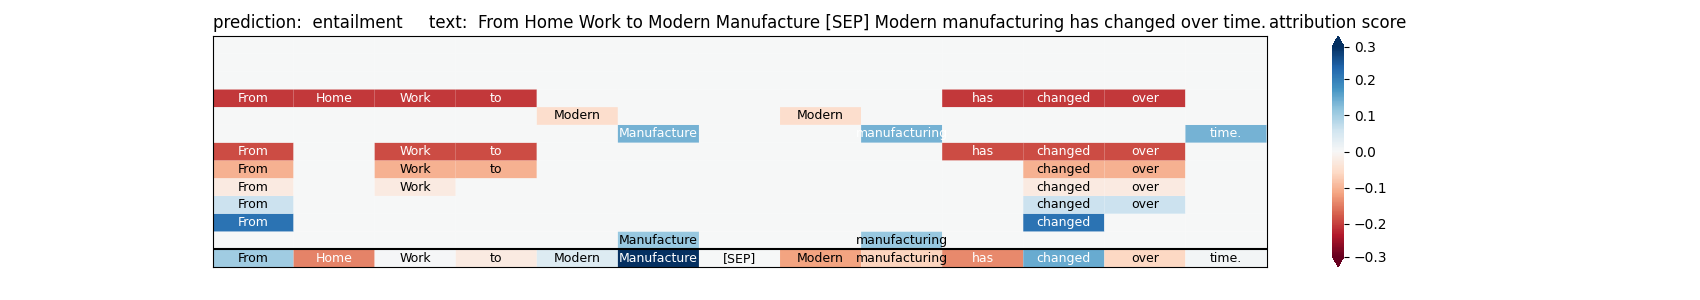 prediction:  entailment     text:  From Home Work to Modern Manufacture [SEP] Modern manufacturing has changed over time. attribution score
0.3
From Home Work to has changed over
0.2
Modern Modern
0.1
Manufacture manufacturing time.
From Work to has changed over
0.0
From Work to changed over
From Work changed over
−0.1
From changed over
From changed
−0.2
Manufacture manufacturing
From Home Work to Modern Manufacture [SEP] Modern manufacturing has changed over time.
−0.3